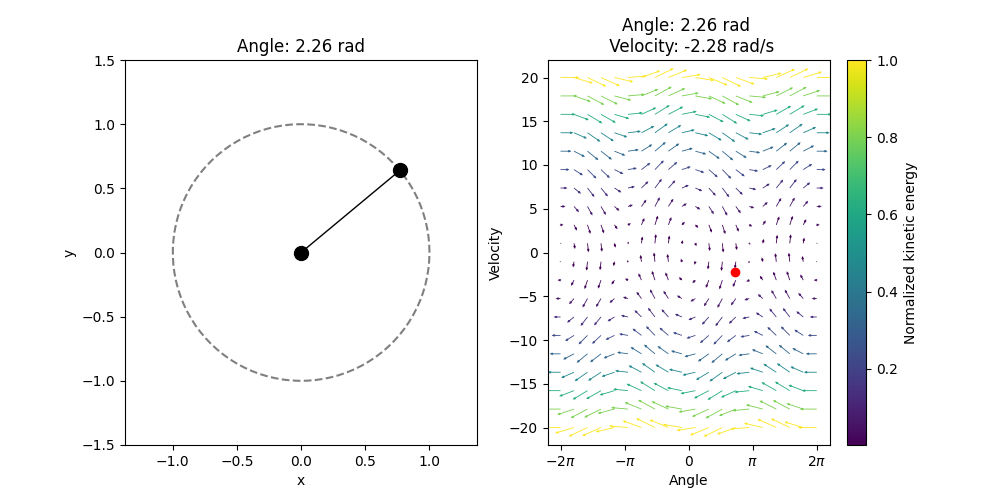 Angle: 2.26 rad
1.5
1.0
0.5
0.0
−0.5
−1.0
−1.5
y
−1.0
−0.5
0.0
0.5
1.0
x
Angle: 2.26 rad
Velocity: -2.28 rad/s
20
15
10
5
0
−5
−10
−15
−20
Velocity
−2π
−π
0
π
2π
Angle
1.0
0.8
0.6
0.4
0.2
Normalized kinetic energy